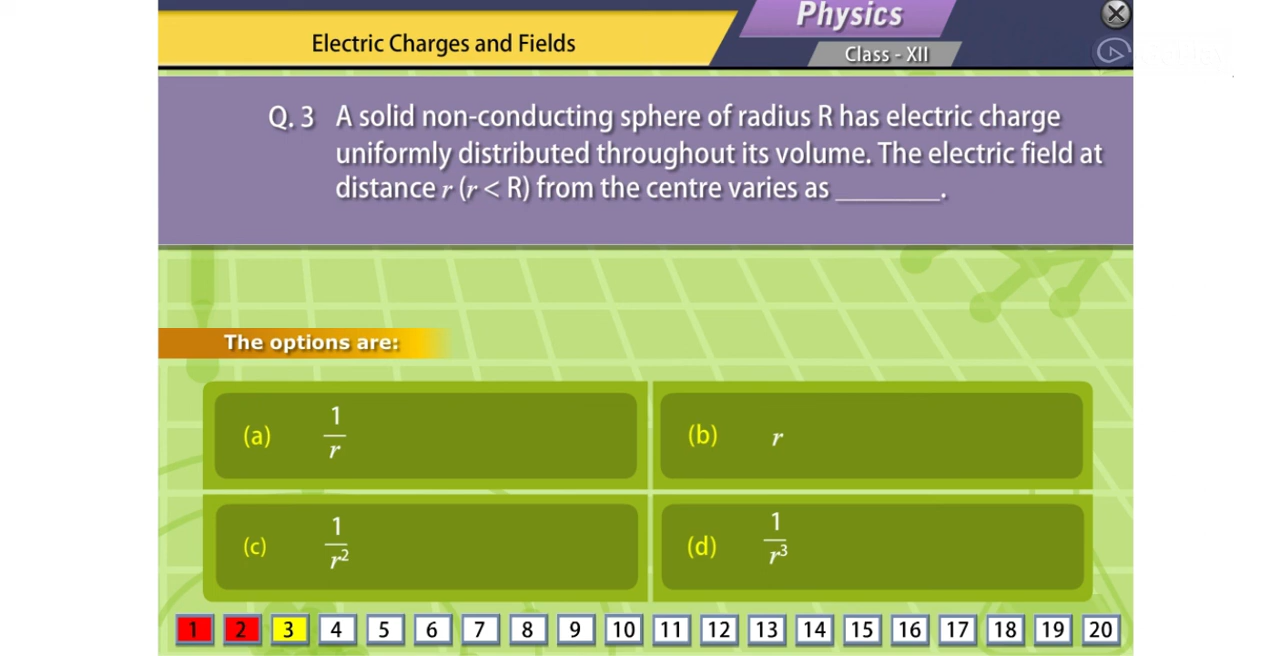 Physics
Electric Charges and Fields
Class - XII
Q. 3 A solid non-conducting sphere of radius R has electric charge
uniformly distributed throughout its volume. The electric field at
distance r (r < R) from the centre varies as ________.
The options are:
(a) 1/r
(b) r
(c) 1/r²
(d) 1/r³
1 2 3 4 5 6 7 8 9 10 11 12 13 14 15 16 17 18 19 20